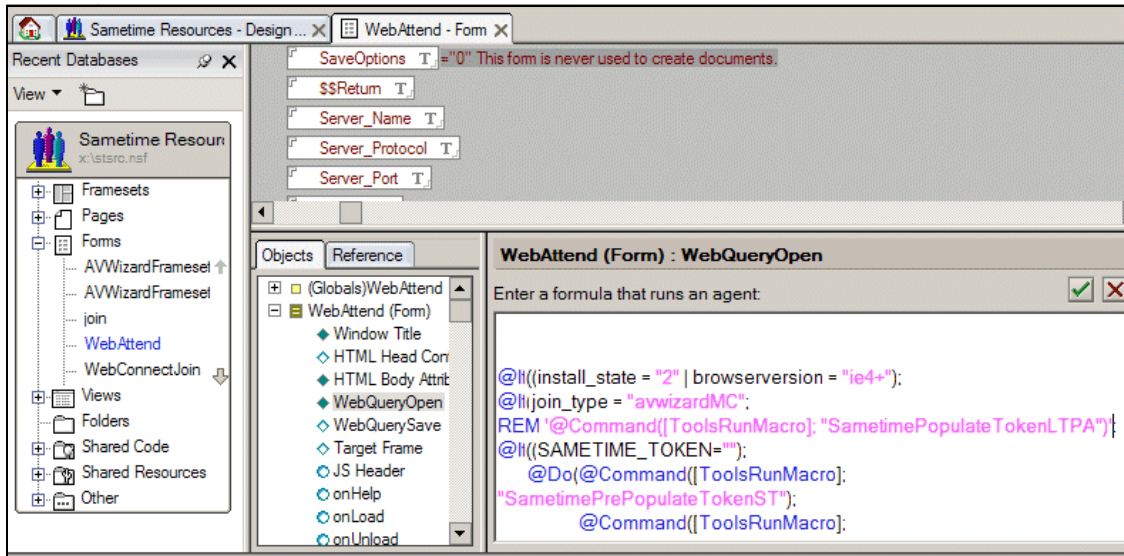 Sametime Resources - Design ... WebAttend - Form
Recent Databases
View
Sametime Resour
x:\stsrc.nsf
Framesets
Pages
Forms
AVWizardFrameset
AVWizardFrameset
join
WebAttend
WebConnectJoin
Views
Folders
Shared Code
Shared Resources
Other
SaveOptions T ="0" This form is never used to create documents.
$$Return T
Server_Name T
Server_Protocol T
Server_Port T
Objects Reference
(Globals)WebAttend
WebAttend (Form)
Window Title
HTML Head Con
HTML Body Attrib
WebQueryOpen
WebQuerySave
Target Frame
JS Header
onHelp
onLoad
onUnload
WebAttend (Form) : WebQueryOpen
Enter a formula that runs an agent:
@If((install_state = "2" | browserversion = "ie4+");
@If(join_type = "avwizardMC";
REM '@Command([ToolsRunMacro]; "SametimePopulateTokenLTPA")';
@If((SAMETIME_TOKEN="");
@Do(@Command([ToolsRunMacro];
"SametimePrePopulateTokenST");
@Command([ToolsRunMacro];